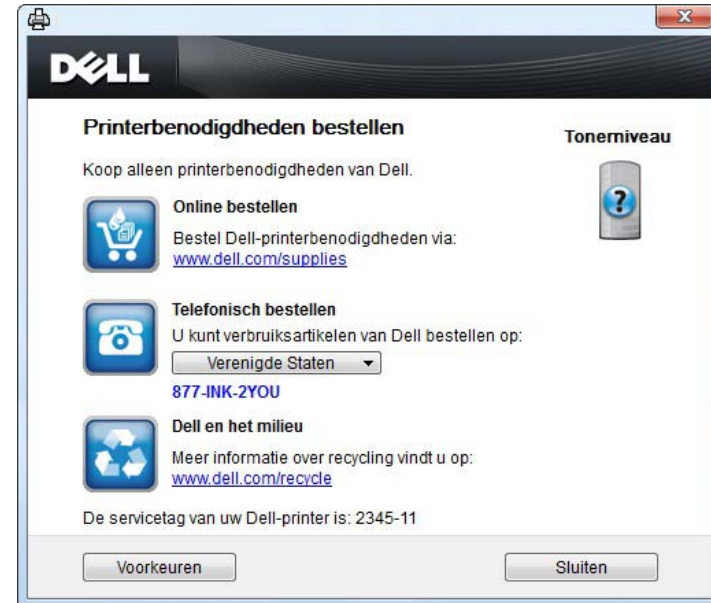 DELL
Printerbenodigdheden bestellen
Tonerniveau
Koop alleen printerbenodigdheden van Dell.
?
Online bestellen
Bestel Dell-printerbenodigdheden via:
www.dell.com/supplies
Telefonisch bestellen
U kunt verbruiksartikelen van Dell bestellen op:
Verenigde Staten
877-INK-2YOU
Dell en het milieu
Meer informatie over recycling vindt u op:
www.dell.com/recycle
De servicetag van uw Dell-printer is: 2345-11
Voorkeuren
Sluiten